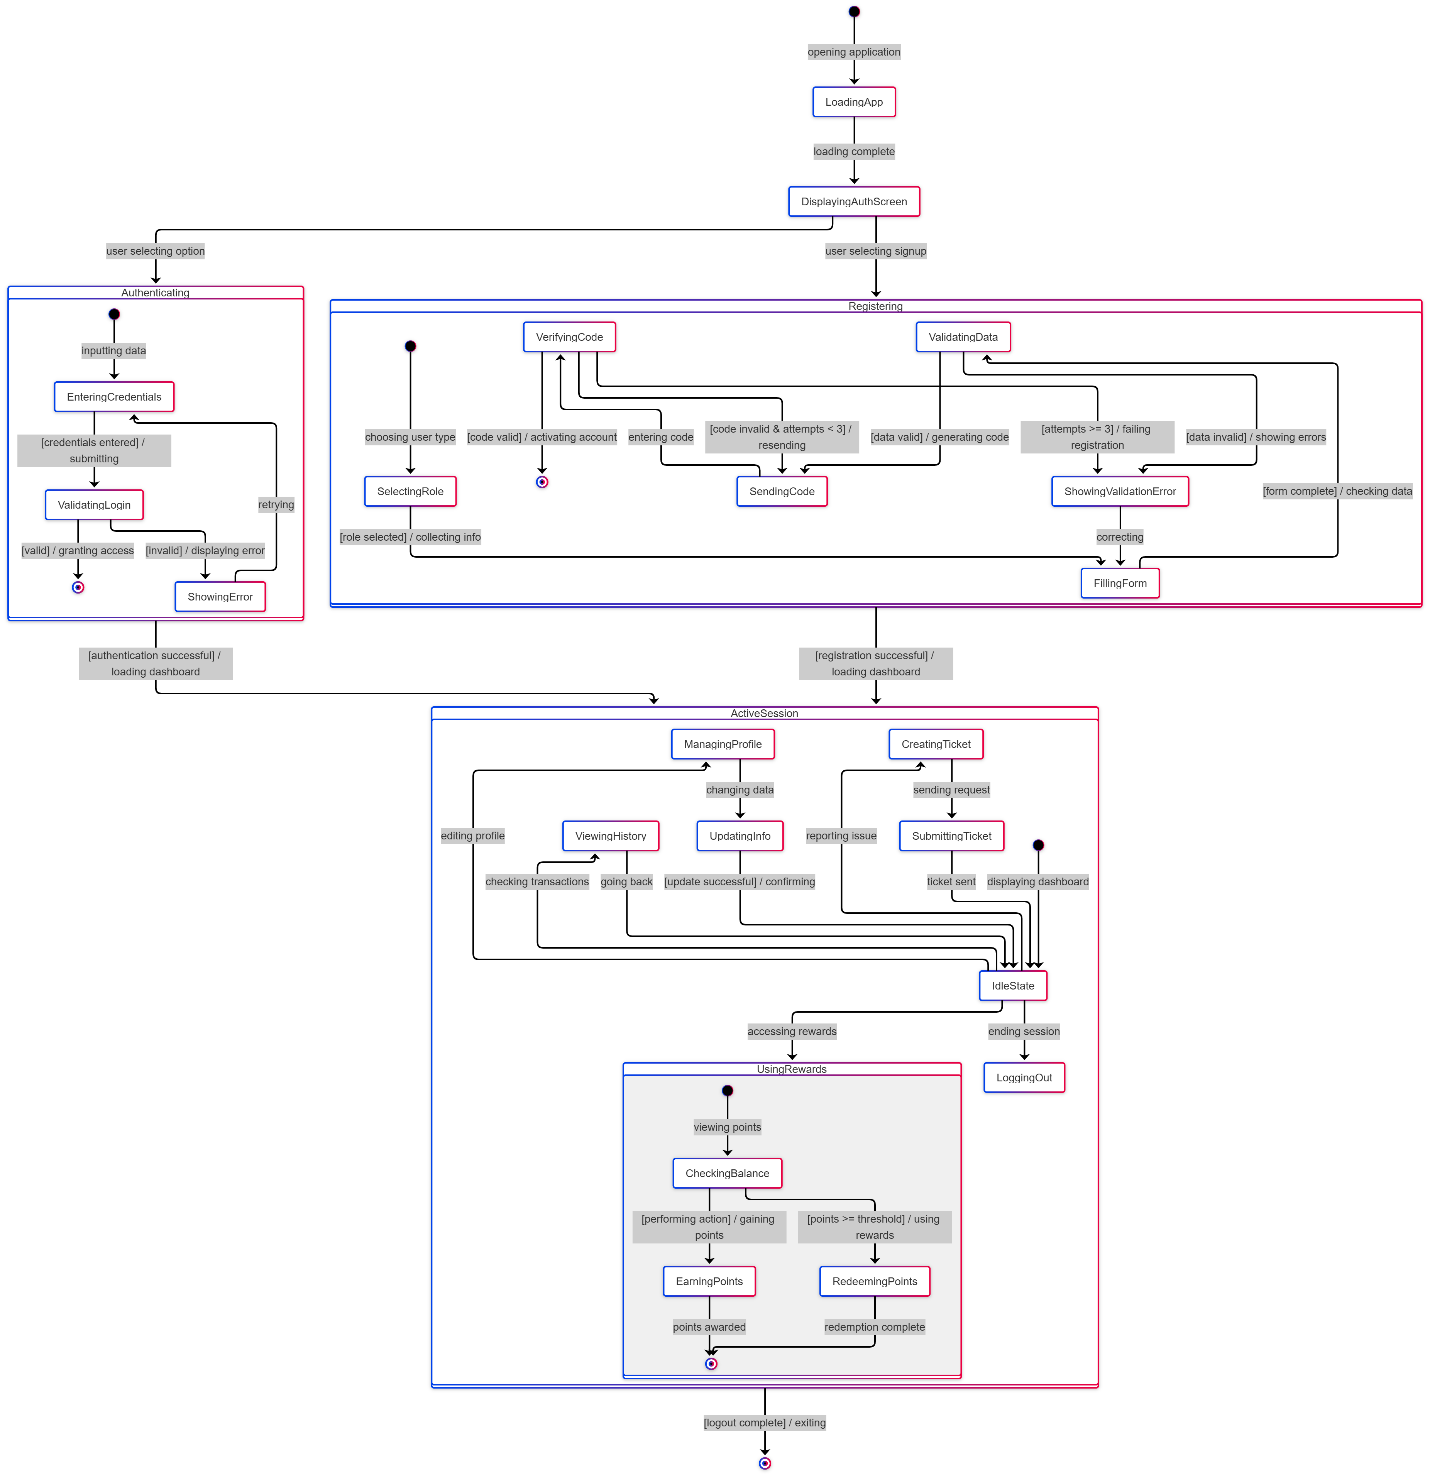 opening application
LoadingApp
loading complete
DisplayingAuthScreen
user selecting option
user selecting signup
Authenticating
inputting data
EnteringCredentials
[credentials entered] /
submitting
ValidatingLogin
retrying
[valid] / granting access
[invalid] / displaying error
ShowingError
Registering
VerifyingCode
ValidatingData
choosing user type
[code valid] / activating account
entering code
[code invalid & attempts < 3] /
resending
[data valid] / generating code
[attempts >= 3] / failing
registration
[data invalid] / showing errors
SelectingRole
SendingCode
ShowingValidationError
[form complete] / checking data
[role selected] / collecting info
correcting
FillingForm
[authentication successful] /
loading dashboard
[registration successful] /
loading dashboard
ActiveSession
ManagingProfile
CreatingTicket
changing data
sending request
editing profile
ViewingHistory
UpdatingInfo
reporting issue
SubmittingTicket
checking transactions
going back
[update successful] / confirming
ticket sent
displaying dashboard
IdleState
accessing rewards
ending session
UsingRewards
LoggingOut
viewing points
CheckingBalance
[performing action] / gaining
points
[points >= threshold] / using
rewards
EarningPoints
RedeemingPoints
points awarded
redemption complete
[logout complete] / exiting